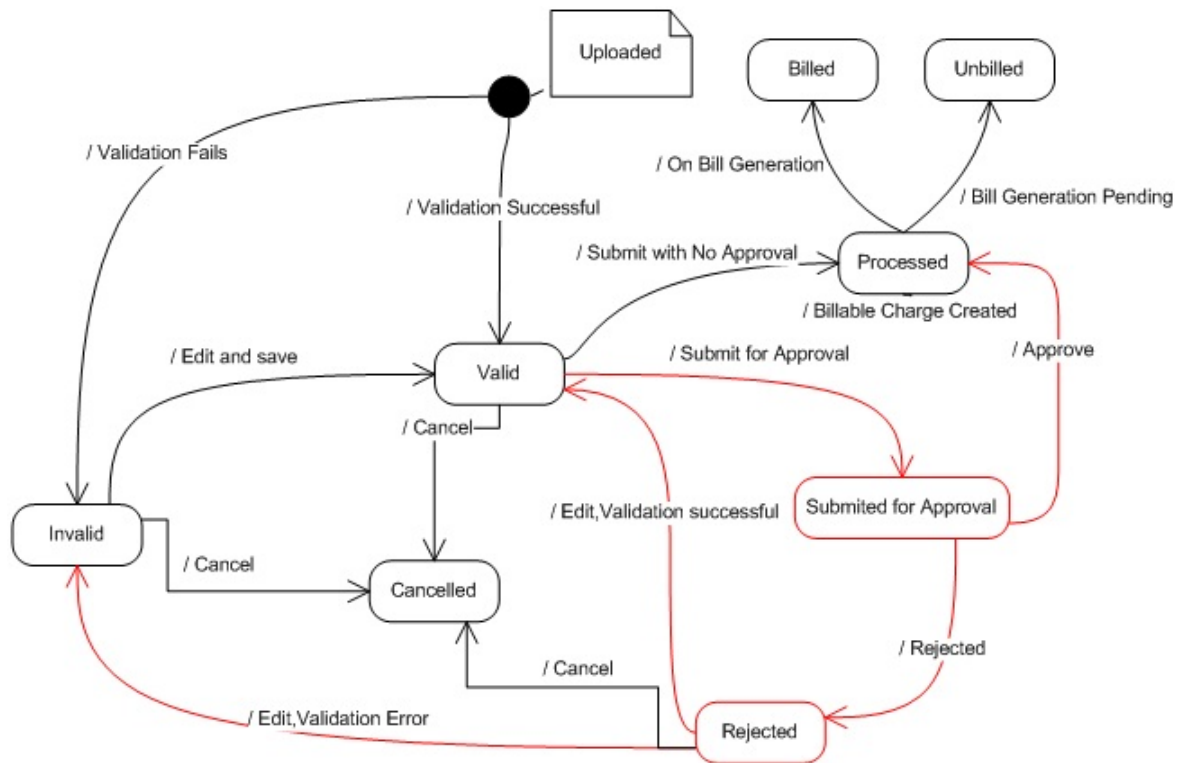 Uploaded
Billed
Unbilled
/ Validation Fails
/ On Bill Generation
/ Validation Successful
/ Bill Generation Pending
/ Submit with No Approval
Processed
/ Billable Charge Created
/ Edit and save
Valid
/ Submit for Approval
/ Approve
/ Cancel
/ Edit,Validation successful
Submited for Approval
Invalid
/ Cancel
Cancelled
/ Rejected
/ Cancel
/ Edit,Validation Error
Rejected